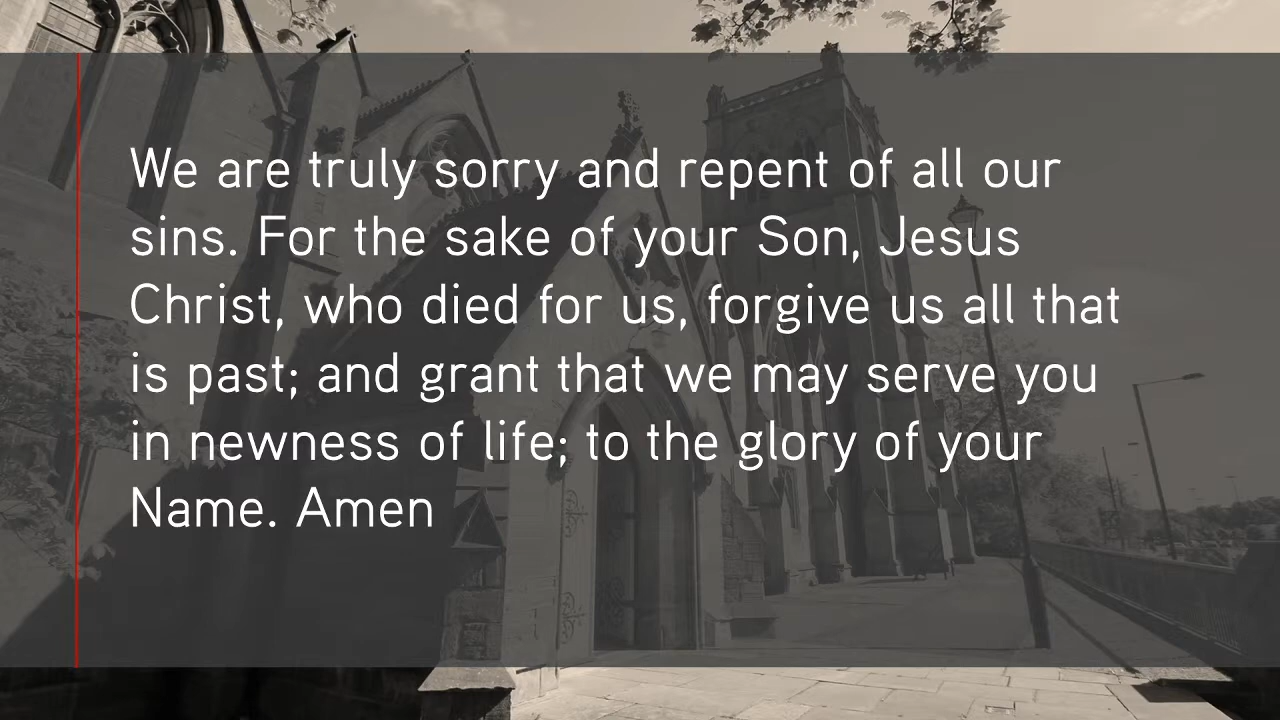 We are truly sorry and repent of all our
sins. For the sake of your Son, Jesus
Christ, who died for us, forgive us all that
is past; and grant that we may serve you
in newness of life; to the glory of your
Name. Amen